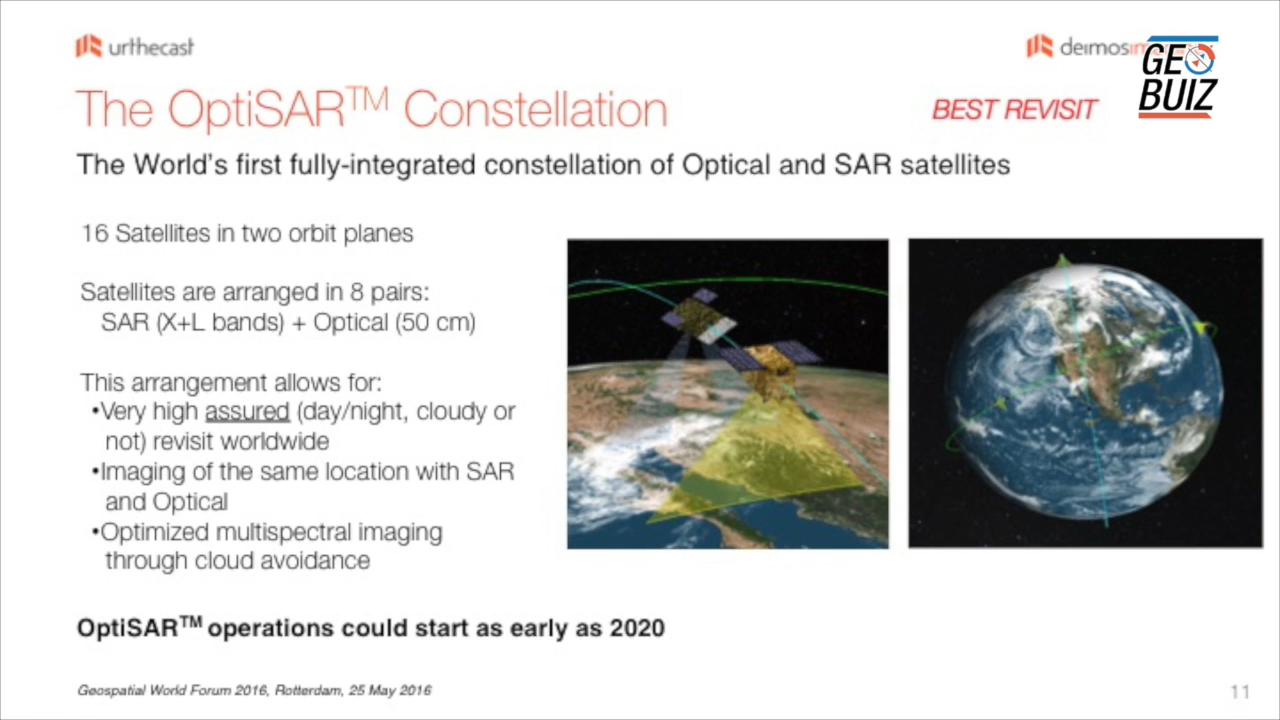 urthecast
deimos
GEO
BUIZ
The OptiSAR™ Constellation
BEST REVISIT
The World's first fully-integrated constellation of Optical and SAR satellites
16 Satellites in two orbit planes
Satellites are arranged in 8 pairs:
SAR (X+L bands) + Optical (50 cm)
This arrangement allows for:
•Very high assured (day/night, cloudy or
not) revisit worldwide
•Imaging of the same location with SAR
and Optical
•Optimized multispectral imaging
through cloud avoidance
OptiSAR™ operations could start as early as 2020
Geospatial World Forum 2016, Rotterdam, 25 May 2016
11